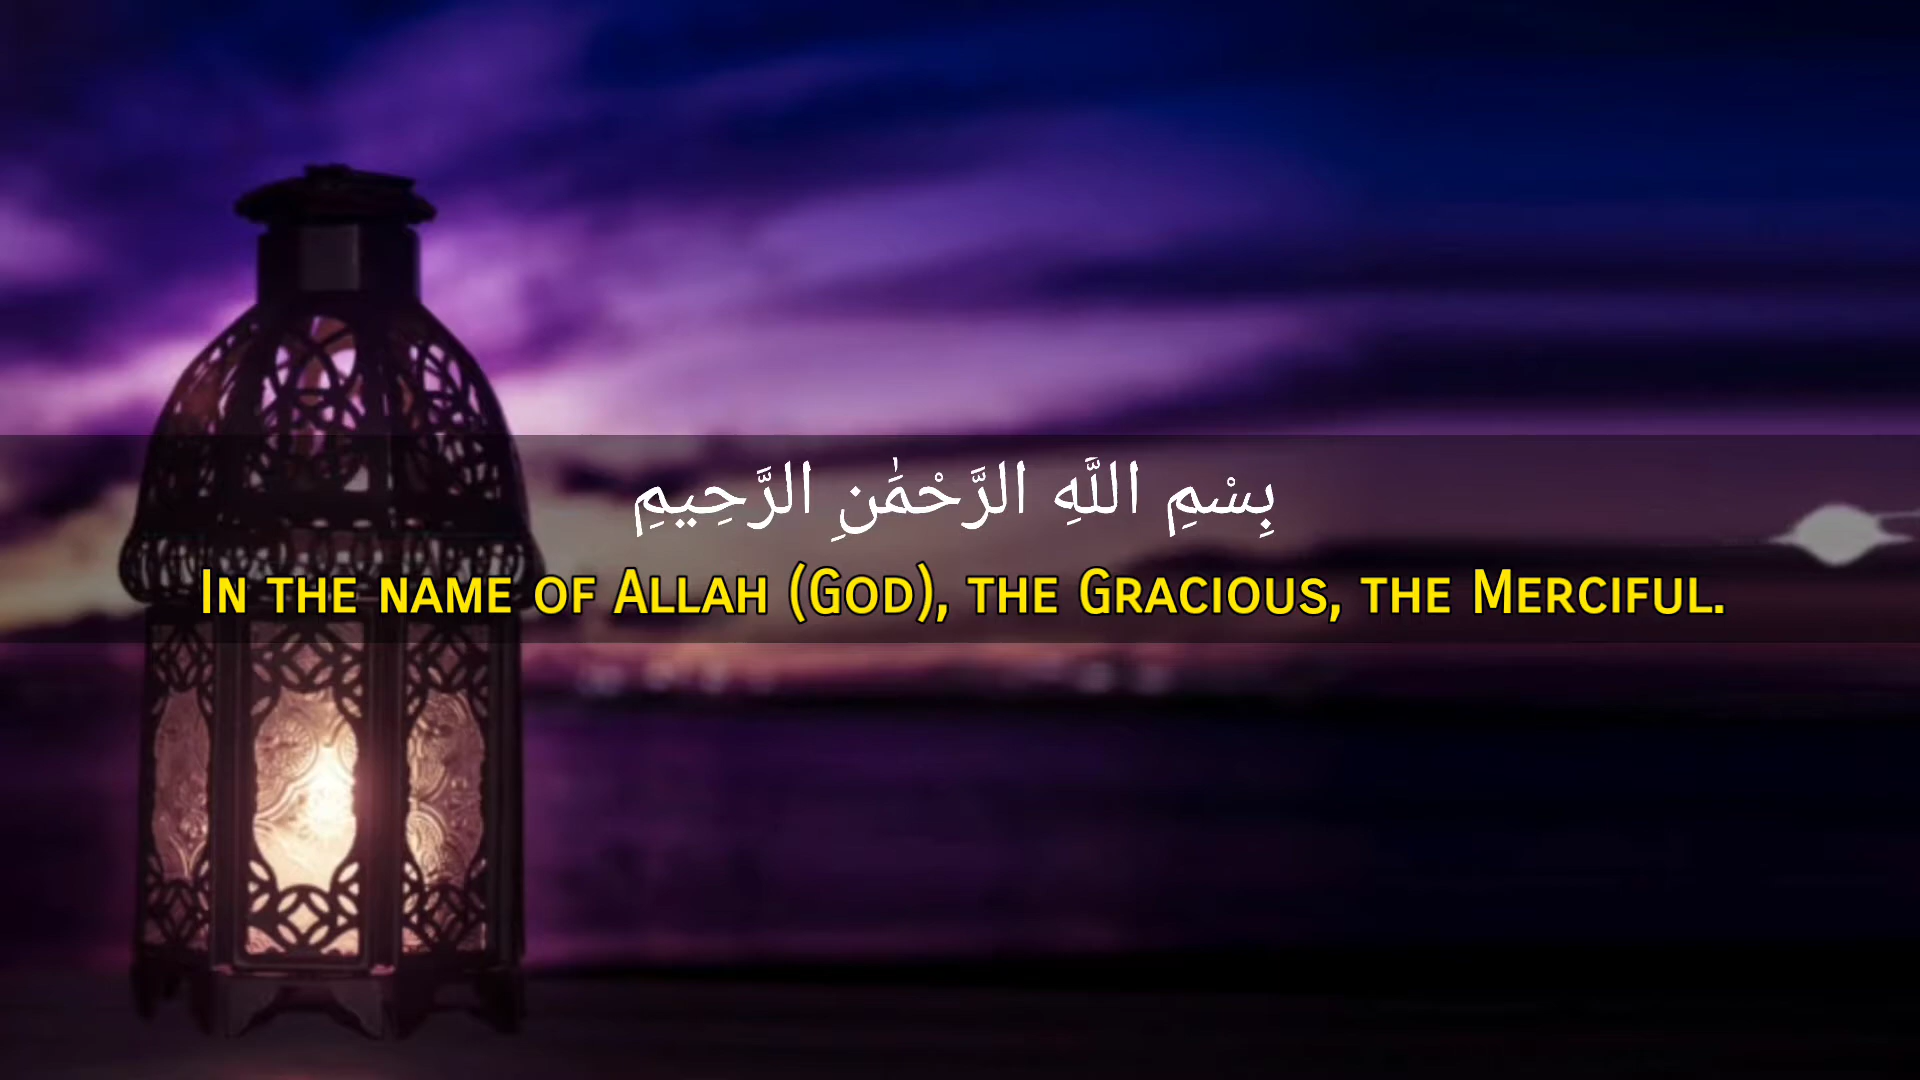 بِسْمِ اللَّهِ الرَّحْمَٰنِ الرَّحِيمِ
In the name of Allah (God), the Gracious, the Merciful.